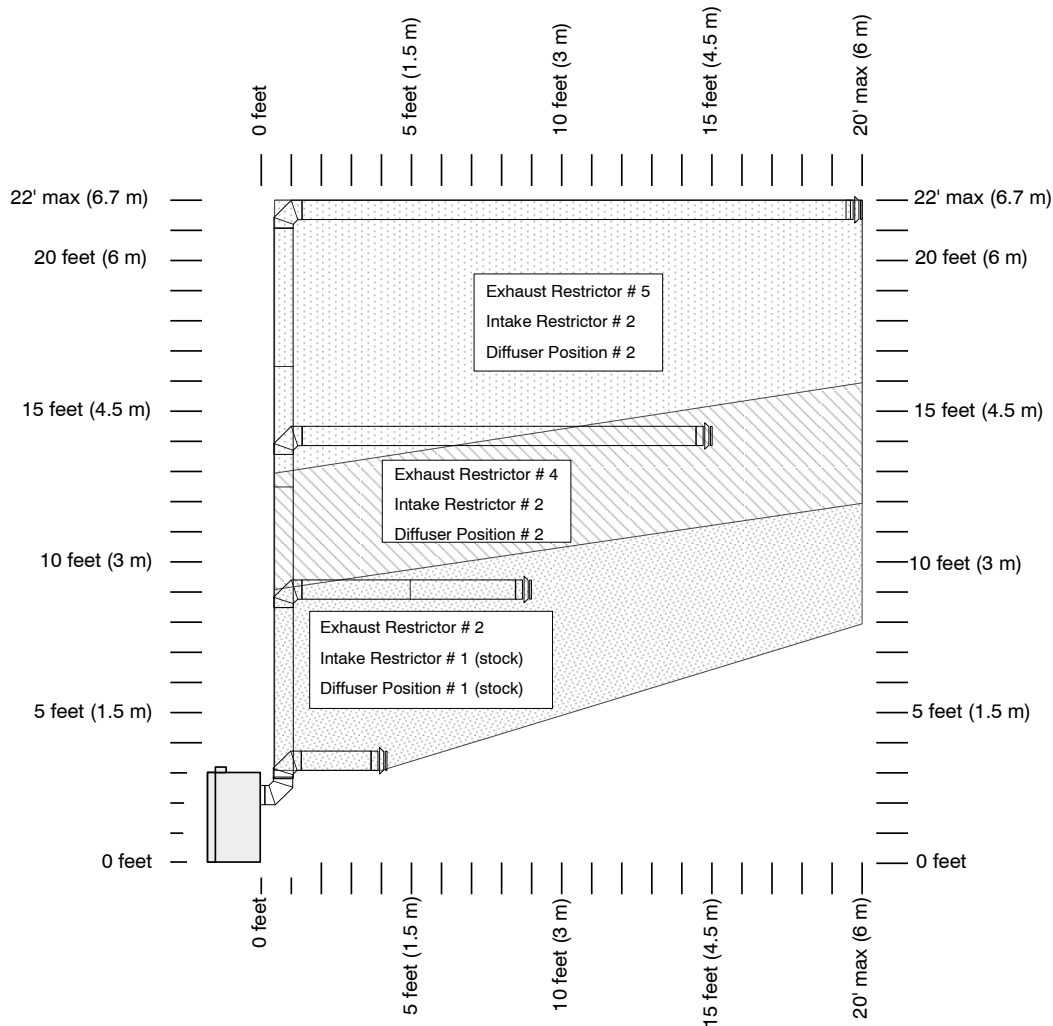 0 feet
5 feet (1.5 m)
10 feet (3 m)
15 feet (4.5 m)
20' max (6 m)
22' max (6.7 m)
22' max (6.7 m)
20 feet (6 m)
20 feet (6 m)
Exhaust Restrictor # 5
Intake Restrictor # 2
Diffuser Position # 2
15 feet (4.5 m)
15 feet (4.5 m)
Exhaust Restrictor # 4
Intake Restrictor # 2
Diffuser Position # 2
10 feet (3 m)
10 feet (3 m)
Exhaust Restrictor # 2
Intake Restrictor # 1 (stock)
Diffuser Position # 1 (stock)
5 feet (1.5 m)
5 feet (1.5 m)
0 feet
0 feet
0 feet
5 feet (1.5 m)
10 feet (3 m)
15 feet (4.5 m)
20' max (6 m)